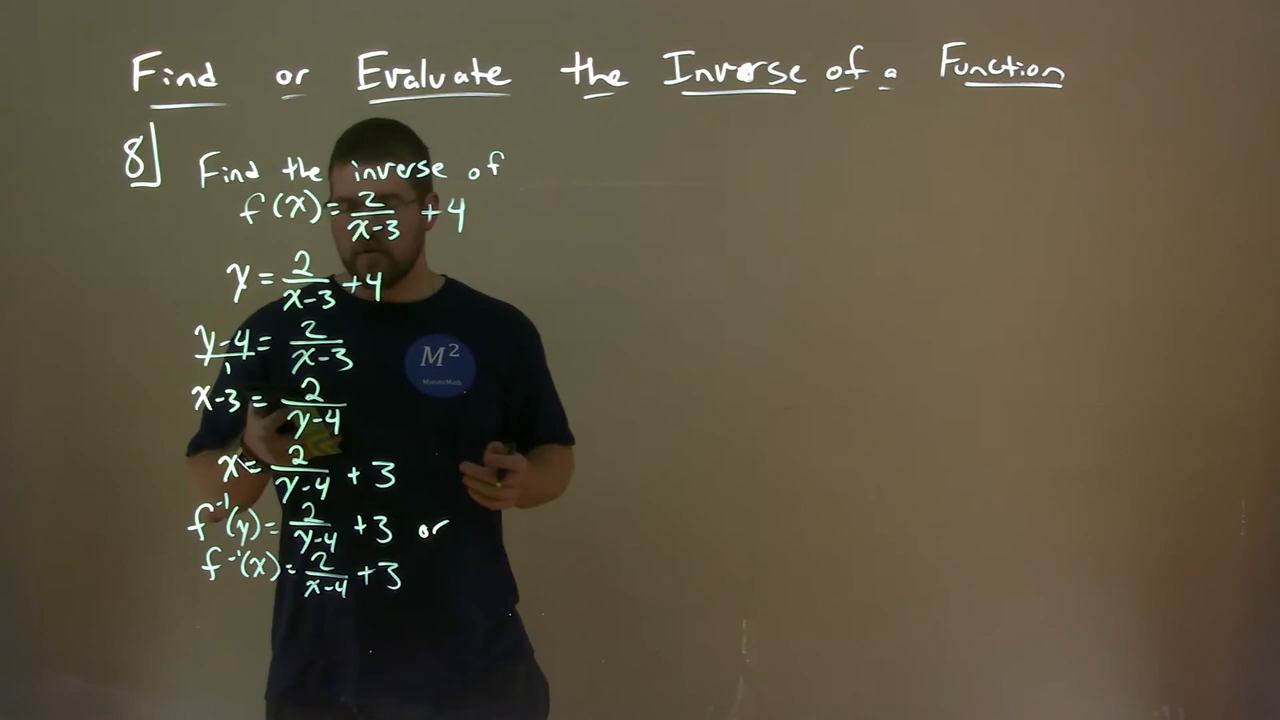 Find or Evaluate the Inverse of a Function
8] Find the inverse of
f(x) = 2/(x-3) + 4
y = 2/(x-3) + 4
(y-4)/1 = 2/(x-3)
x-3 = 2/(y-4)
x = 2/(y-4) + 3
f⁻¹(y) = 2/(y-4) + 3 or
f⁻¹(x) = 2/(x-4) + 3
M²
MinuteMath